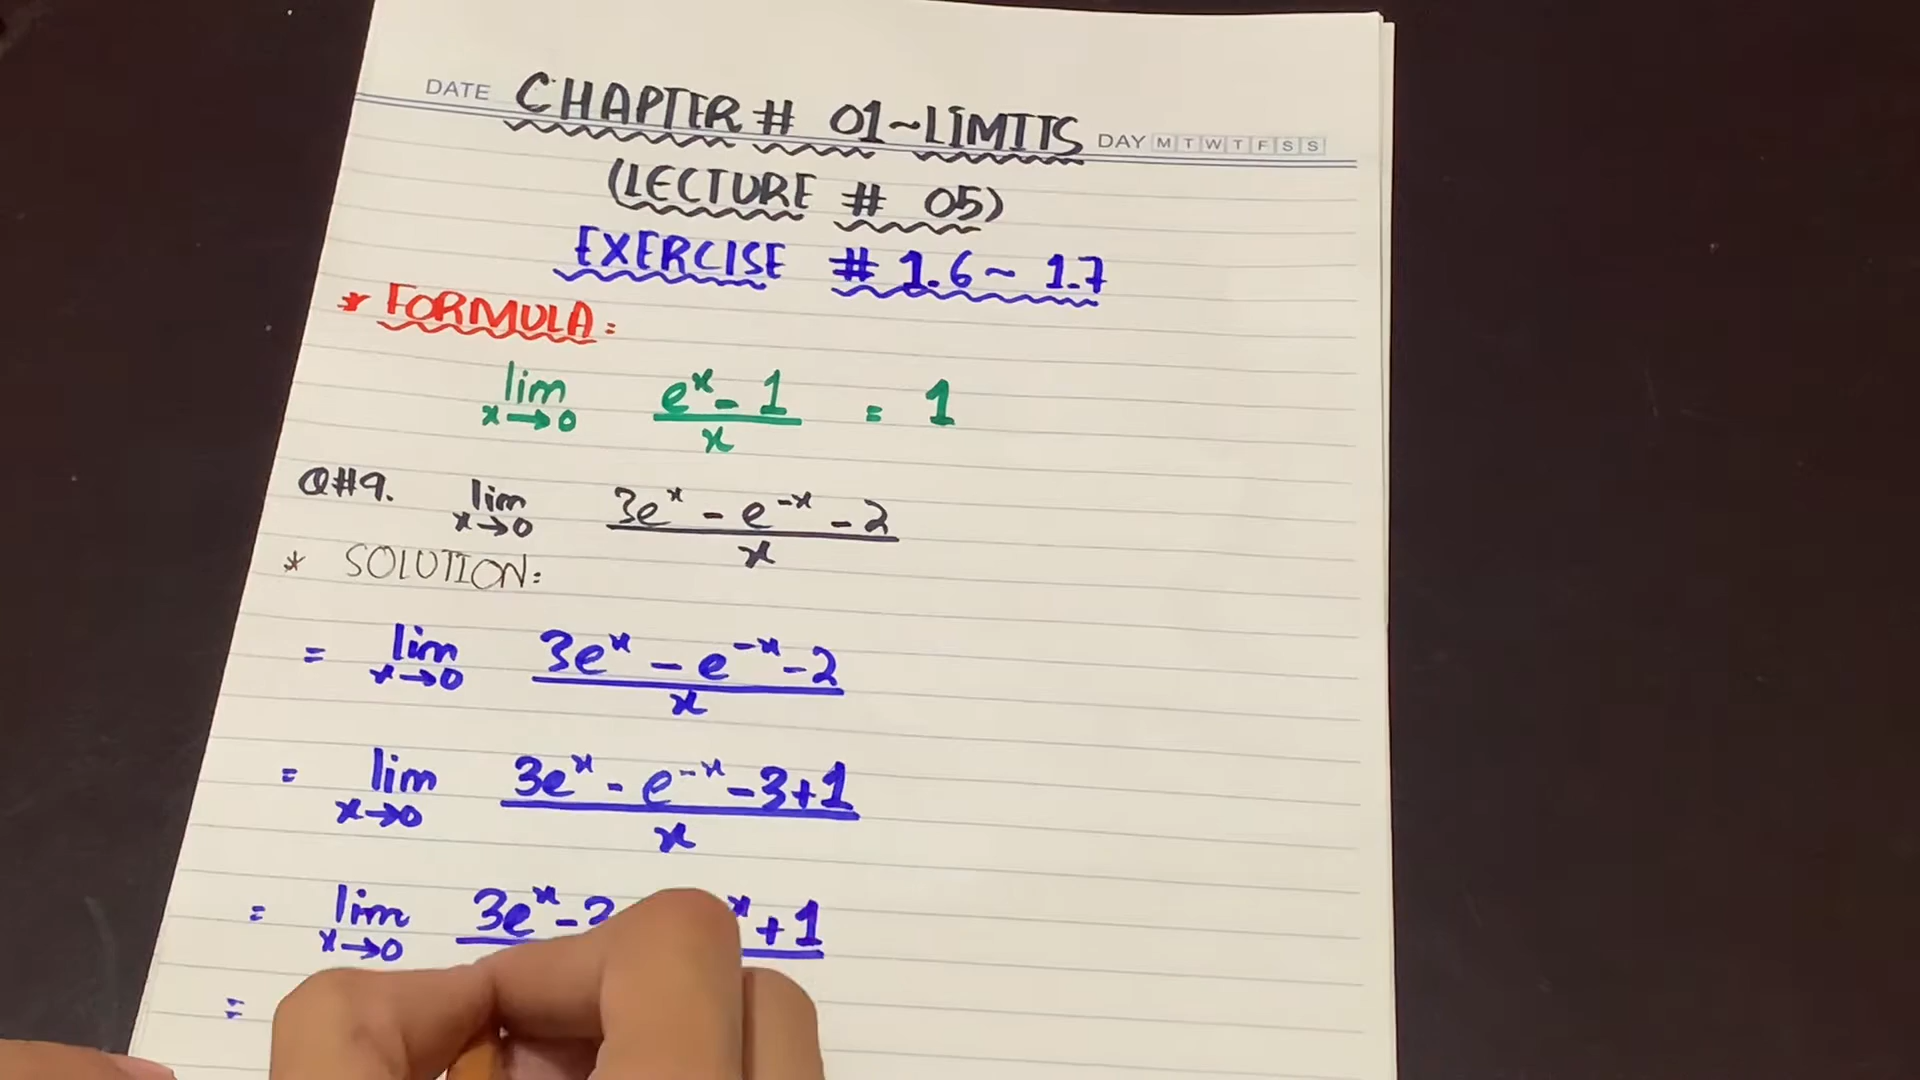 DATE CHAPTER # 01~LIMITS DAY M T W T F S S
(LECTURE # 05)
EXERCISE # 1.6~ 1.7
* FORMULA:
lim x→0 (e^x - 1)/x = 1
Q#9. lim x→0 (3e^x - e^-x - 2)/x
* SOLUTION:
= lim x→0 (3e^x - e^-x - 2)/x
= lim x→0 (3e^x - e^-x - 3+1)/x
= lim x→0 3e^x - x + 1
=